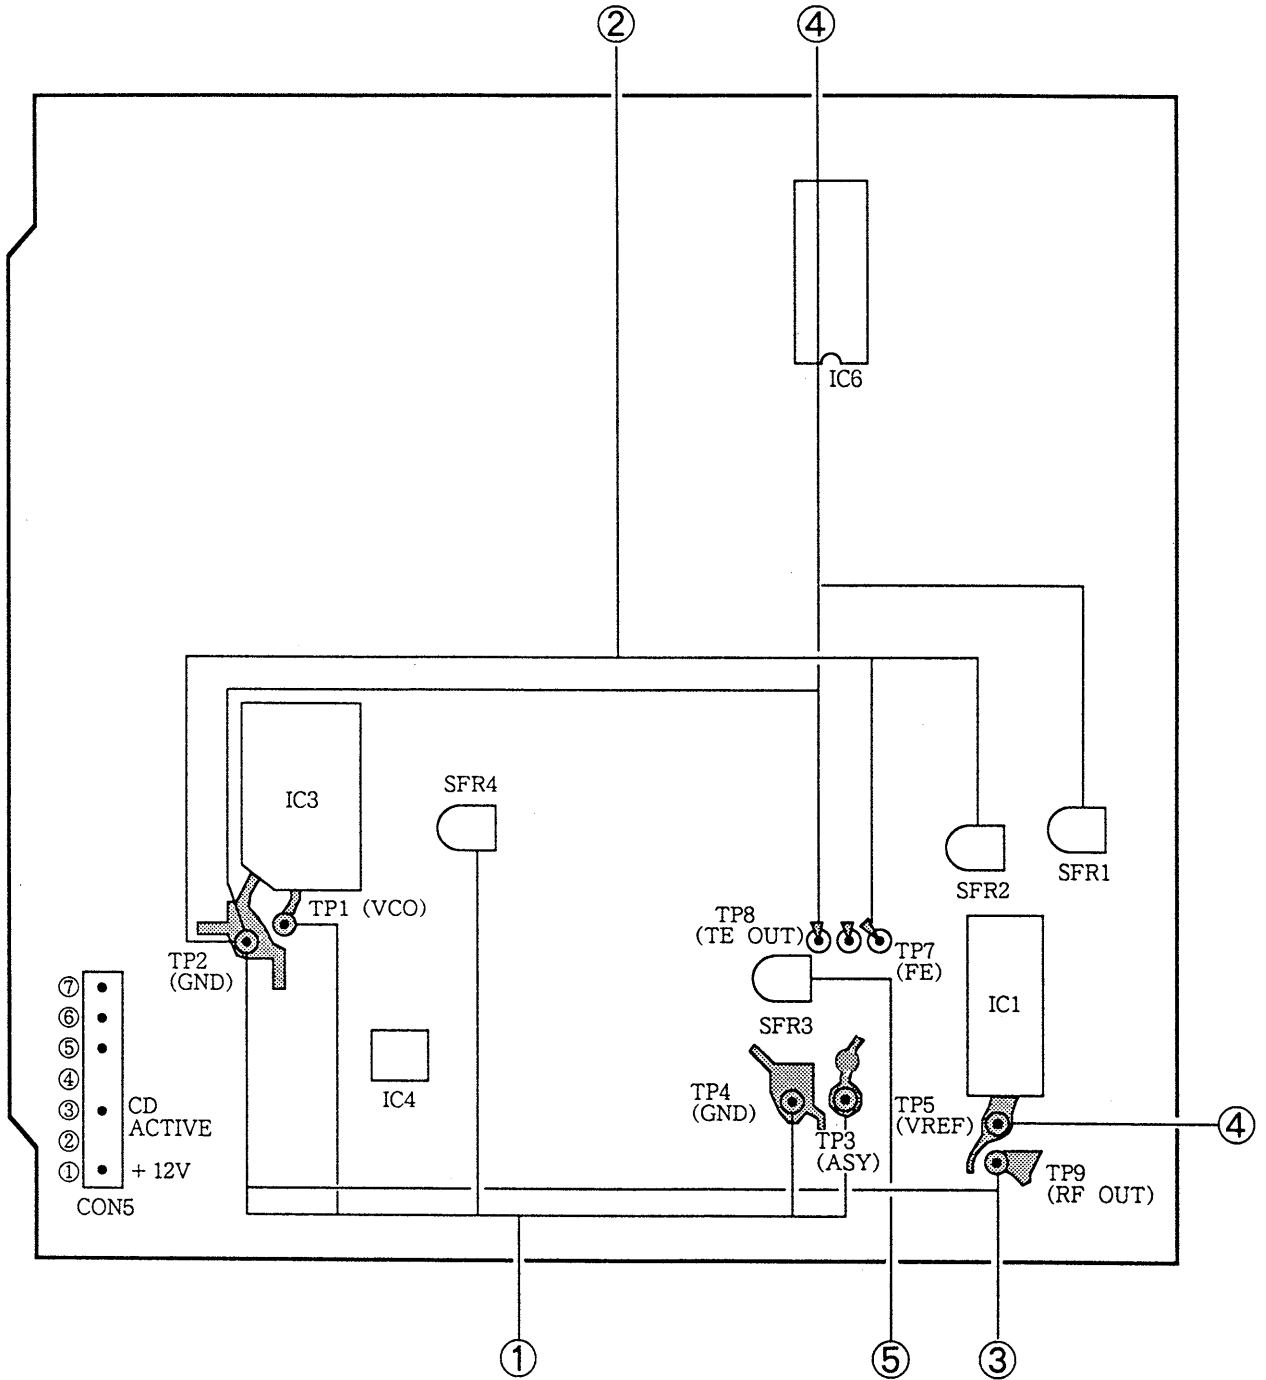 ② ④
IC6
SFR4
IC3
SFR1
SFR2
TP1 (VCO)
TP8
(TE OUT)
TP7
(FE)
TP2
(GND)
⑦
⑥
⑤
④
③ CD
ACTIVE
②
① + 12V
CON5
IC4
SFR3
IC1
TP4
(GND)
TP5
(VREF)
④
TP3
(ASY)
TP9
(RF OUT)
① ⑤ ③